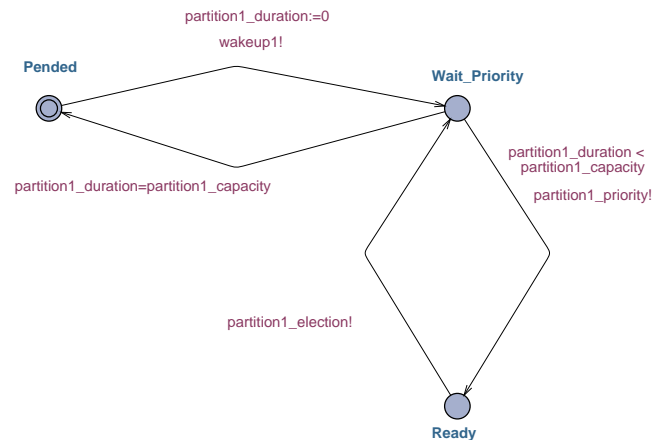 partition1_duration:=0
wakeup1!
Pended
Wait_Priority
partition1_duration <
partition1_capacity
partition1_duration=partition1_capacity
partition1_priority!
partition1_election!
Ready